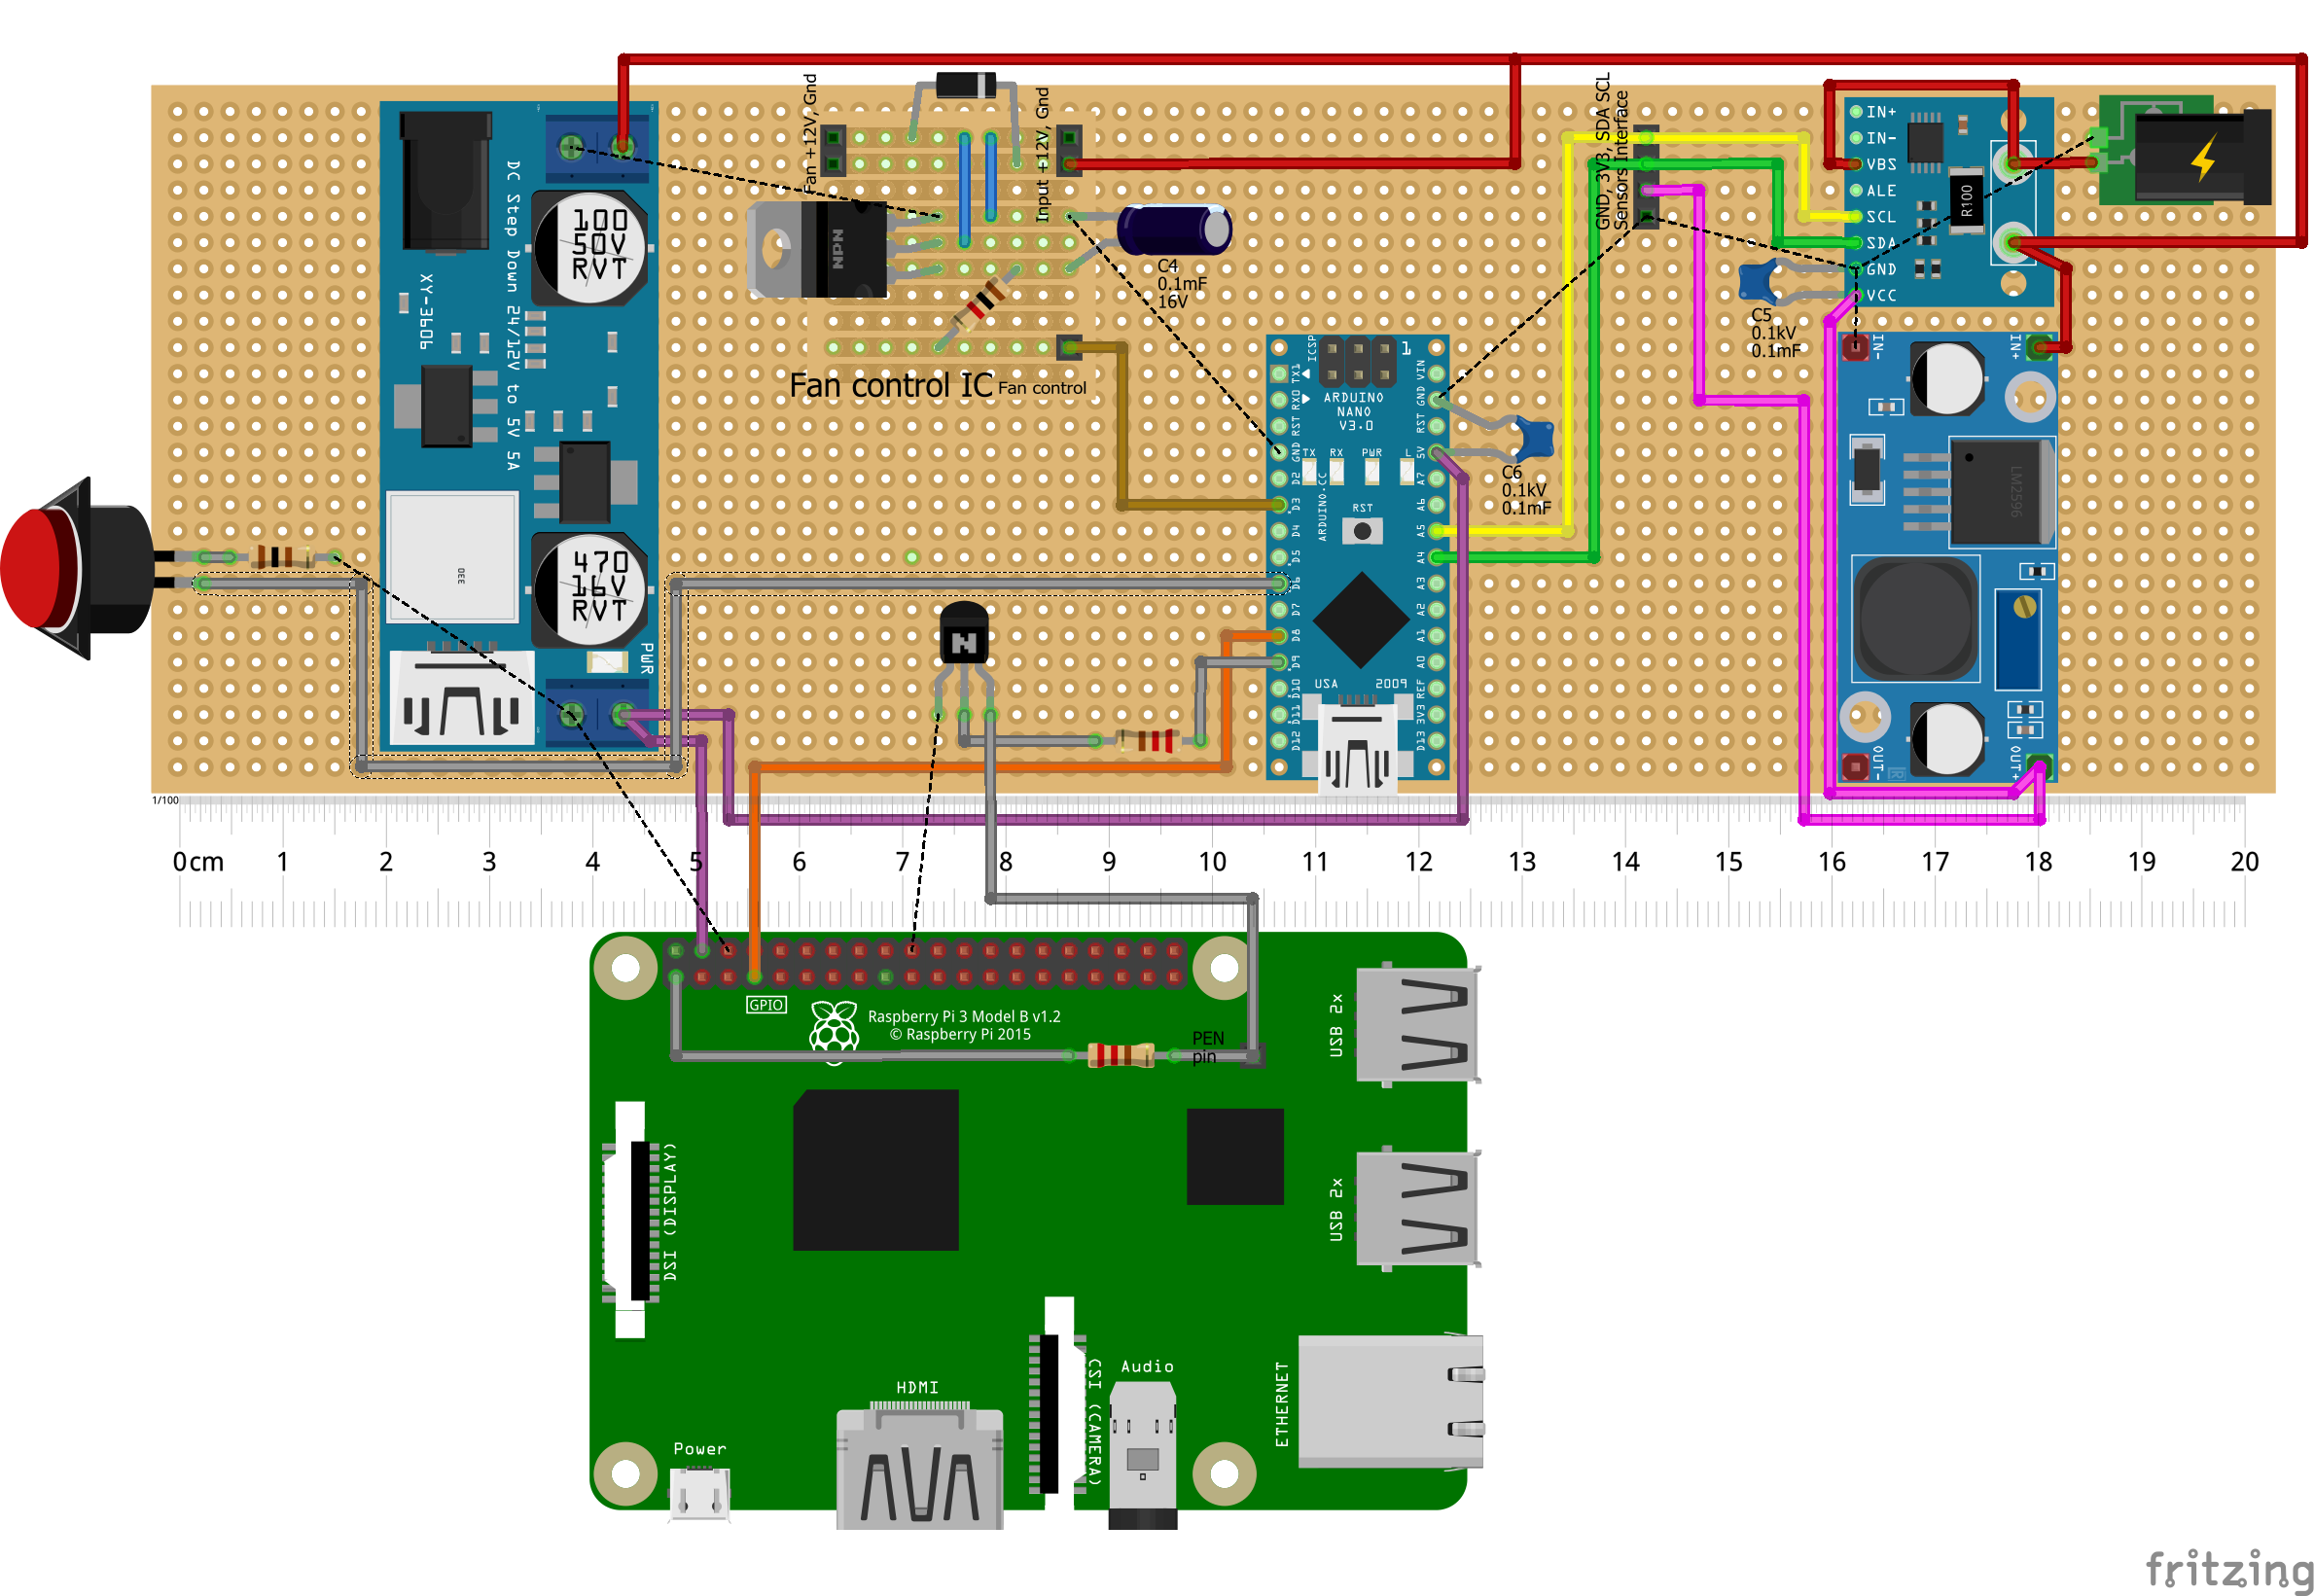 Fan +12V, Gnd
Input +12V, Gnd
GND, 3V3, SDA SCL
Sensors Interface
DC Step Down 24/12V to 5V 5A
XY-3606
100
50V
RVT
470
16V
RVT
330
PWR
NPN
C4
0.1mF
16V
Fan control IC
Fan control
ICSP
1
ARDUINO
NANO
V3.0
TX
RX
PWR
L
RST
ARDUINO.CC
USA
2009
TX1
RX0
RST
GND
D2
D3
D4
D5
D6
D7
D8
D9
D10
D11
D12
VIN
GND
RST
5V
A7
A6
A5
A4
A3
A2
A1
A0
REF
3V3
D13
C6
0.1kV
0.1mF
IN+
IN-
VBS
ALE
SCL
SDA
GND
VCC
R100
C5
0.1kV
0.1mF
IN-
IN+
LM2596
OUT-
OUT+
N
1/100
0cm 1 2 3 4 5 6 7 8 9 10 11 12 13 14 15 16 17 18 19 20
GPIO
Raspberry Pi 3 Model B v1.2
© Raspberry Pi 2015
PEN
pin
USB 2x
USB 2x
DSI (DISPLAY)
CSI (CAMERA)
Audio
HDMI
ETHERNET
Power
fritzing